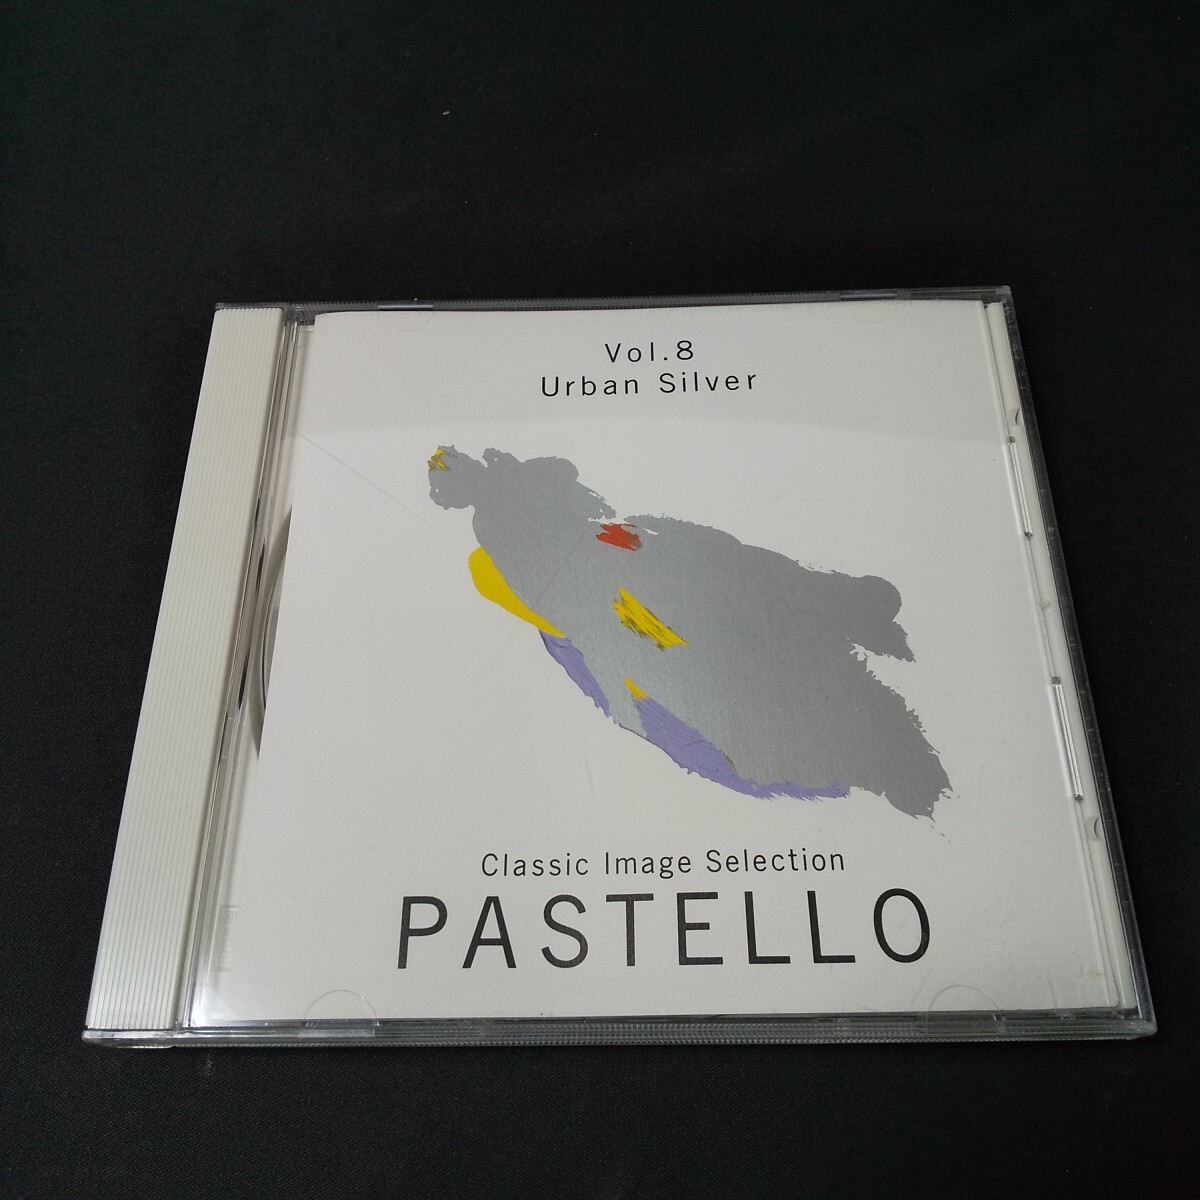 Vol.8
Urban Silver
Classic Image Selection
PASTELLO